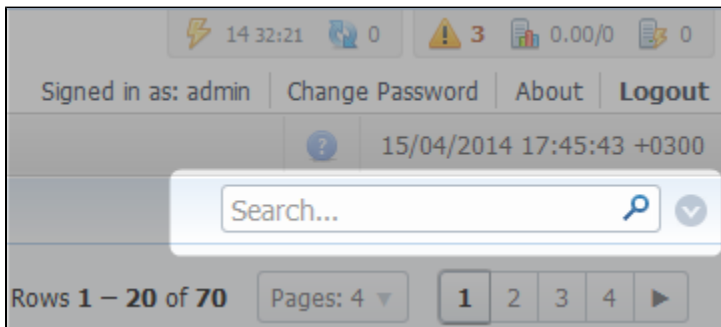 14 32:21 0 3 0.00/0 0
Signed in as: admin Change Password About Logout
15/04/2014 17:45:43 +0300
Search...
Rows 1 – 20 of 70 Pages: 4 1 2 3 4